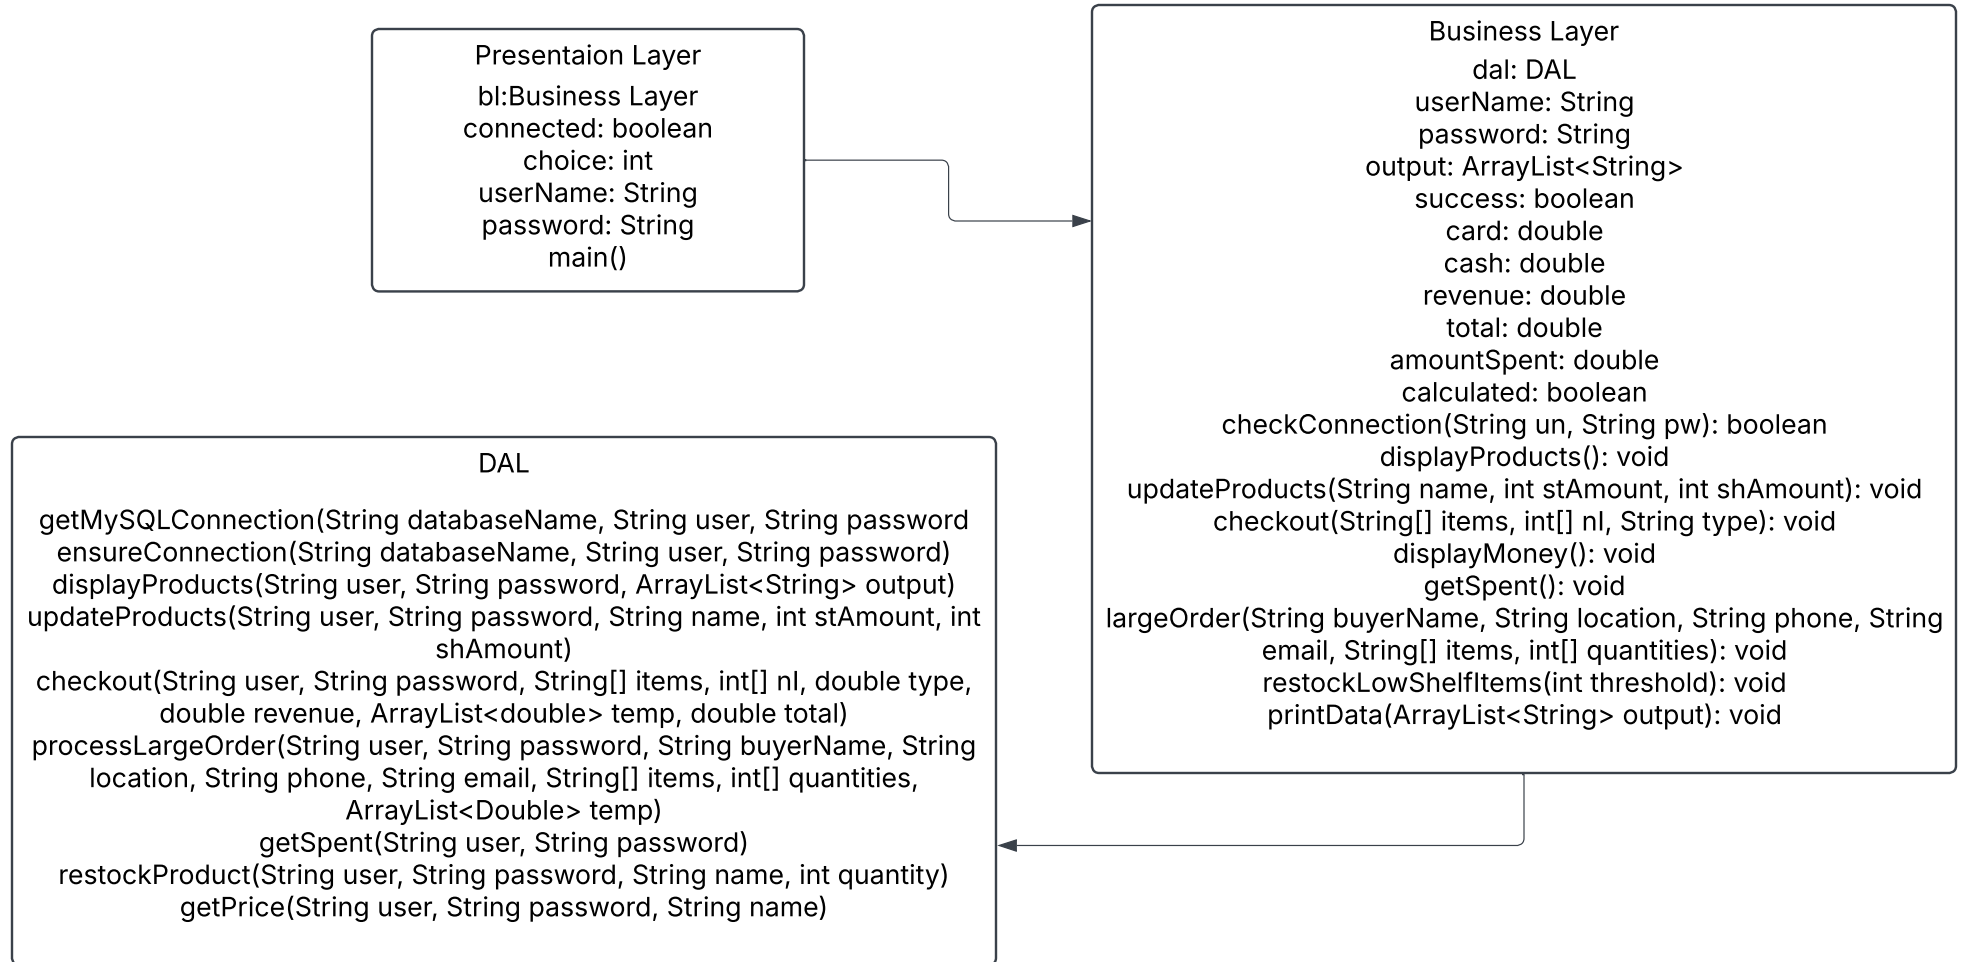 Presentaion Layer
bl:Business Layer
connected: boolean
choice: int
userName: String
password: String
main()
Business Layer
dal: DAL
userName: String
password: String
output: ArrayList<String>
success: boolean
card: double
cash: double
revenue: double
total: double
amountSpent: double
calculated: boolean
checkConnection(String un, String pw): boolean
displayProducts(): void
updateProducts(String name, int stAmount, int shAmount): void
checkout(String[] items, int[] nI, String type): void
displayMoney(): void
getSpent(): void
largeOrder(String buyerName, String location, String phone, String
email, String[] items, int[] quantities): void
restockLowShelfItems(int threshold): void
printData(ArrayList<String> output): void
DAL
getMySQLConnection(String databaseName, String user, String password
ensureConnection(String databaseName, String user, String password)
displayProducts(String user, String password, ArrayList<String> output)
updateProducts(String user, String password, String name, int stAmount, int
shAmount)
checkout(String user, String password, String[] items, int[] nI, double type,
double revenue, ArrayList<double> temp, double total)
processLargeOrder(String user, String password, String buyerName, String
location, String phone, String email, String[] items, int[] quantities,
ArrayList<Double> temp)
getSpent(String user, String password)
restockProduct(String user, String password, String name, int quantity)
getPrice(String user, String password, String name)